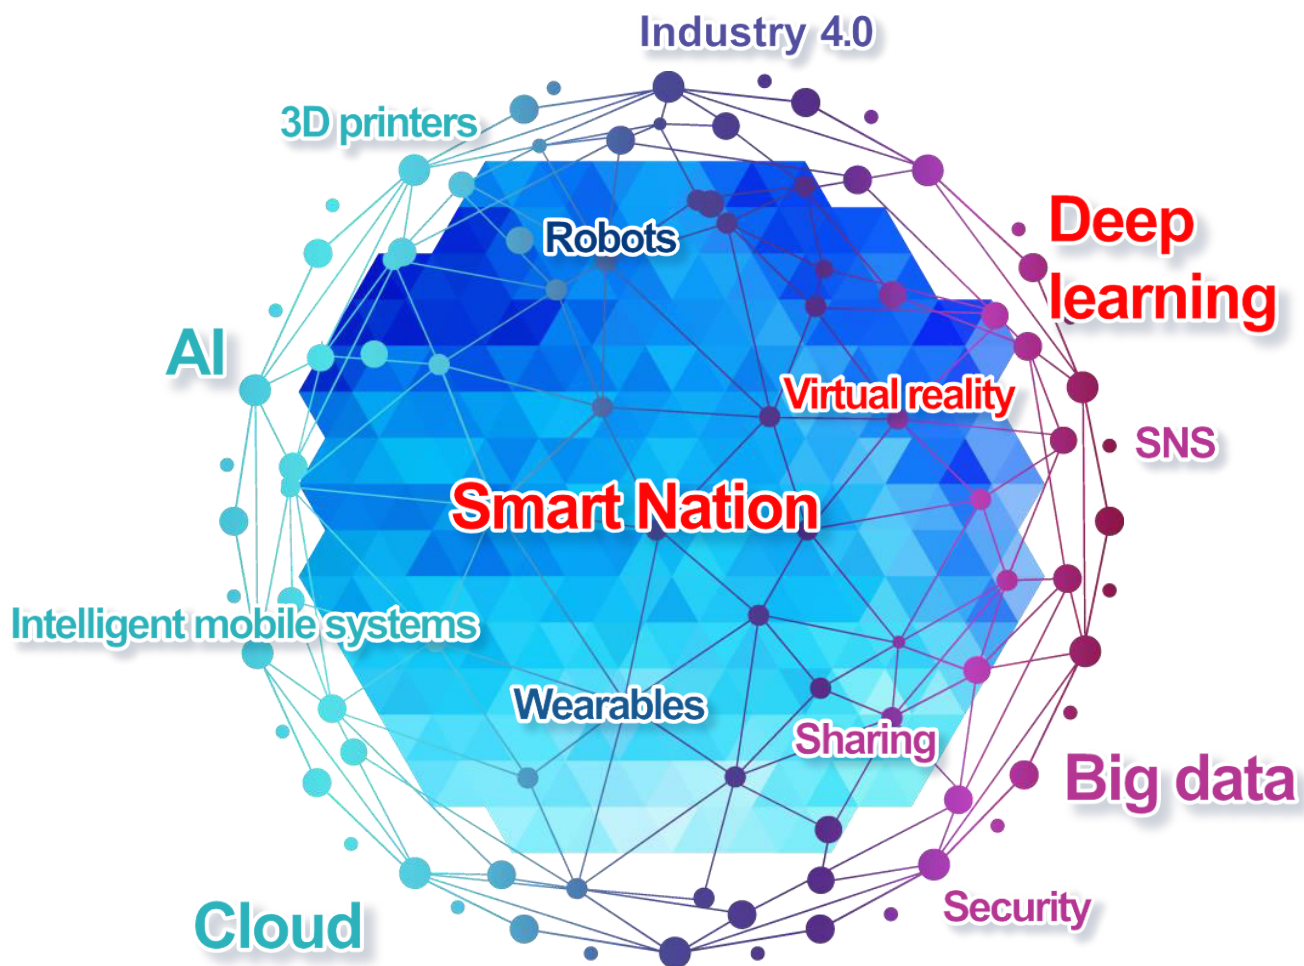 Industry 4.0
3D printers
Deep
learning
Robots
AI
Virtual reality
SNS
Smart Nation
Intelligent mobile systems
Wearables
Sharing
Big data
Security
Cloud